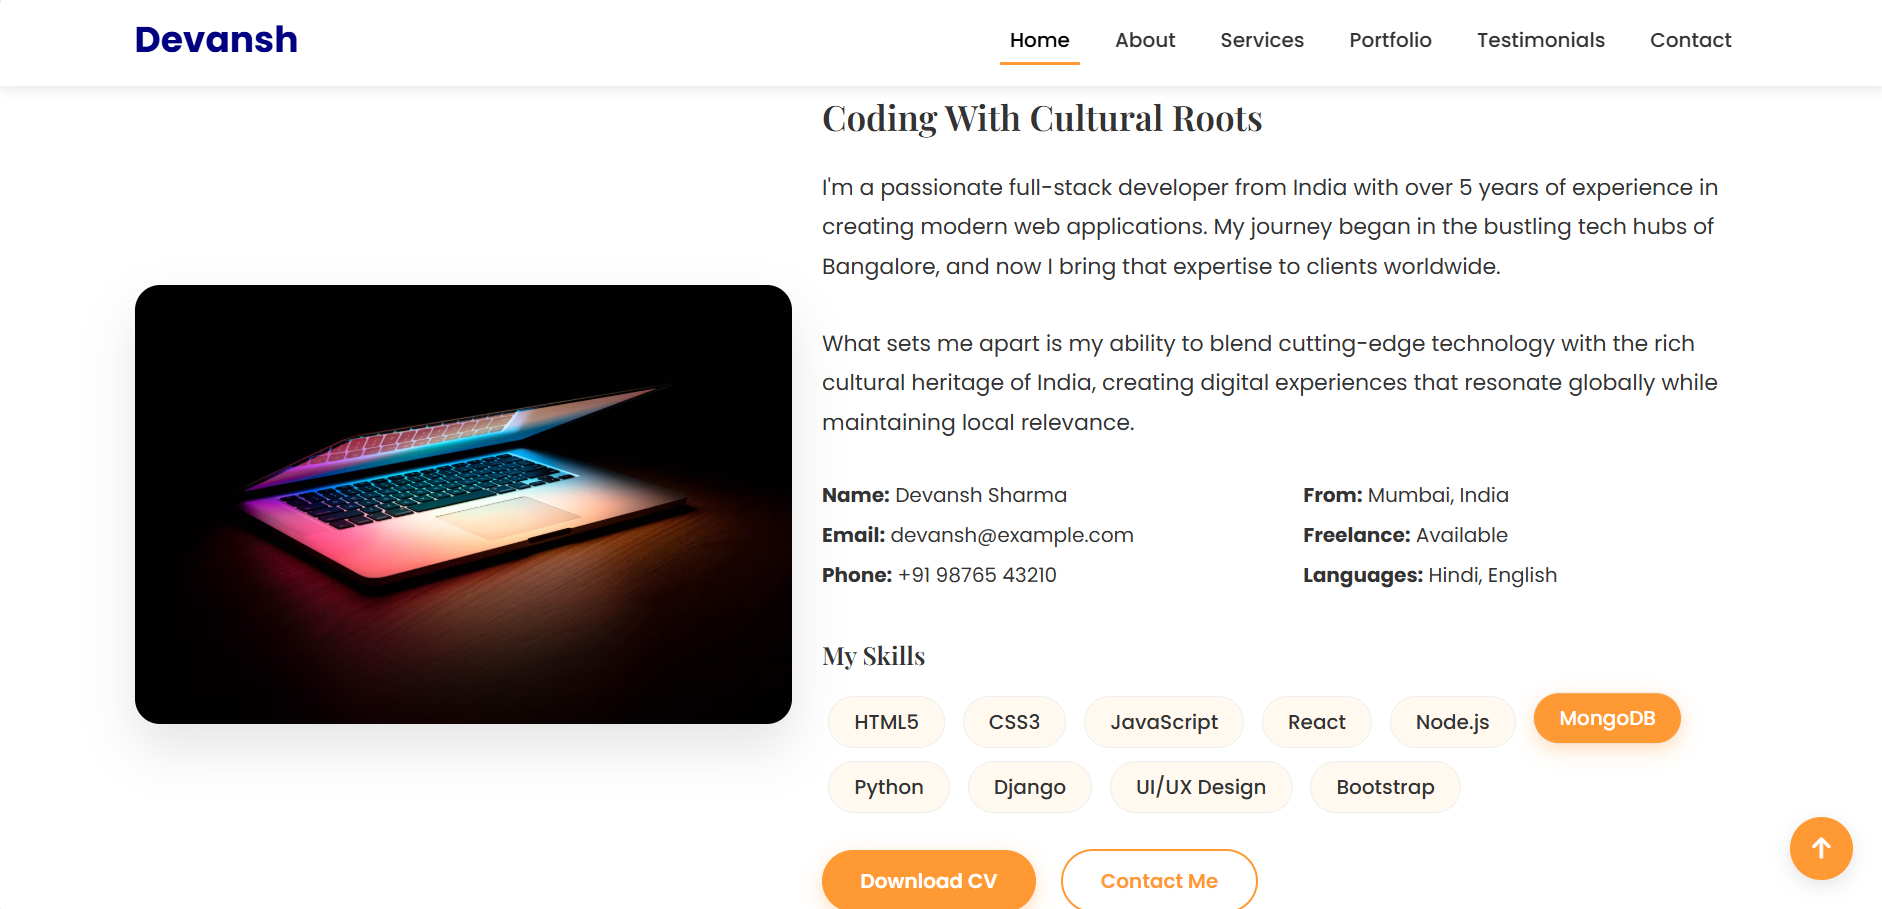 Devansh
Home About Services Portfolio Testimonials Contact
Coding With Cultural Roots
I'm a passionate full-stack developer from India with over 5 years of experience in
creating modern web applications. My journey began in the bustling tech hubs of
Bangalore, and now I bring that expertise to clients worldwide.
What sets me apart is my ability to blend cutting-edge technology with the rich
cultural heritage of India, creating digital experiences that resonate globally while
maintaining local relevance.
Name: Devansh Sharma
From: Mumbai, India
Email: devansh@example.com
Freelance: Available
Phone: +91 98765 43210
Languages: Hindi, English
My Skills
HTML5 CSS3 JavaScript React Node.js MongoDB
Python Django UI/UX Design Bootstrap
Download CV Contact Me